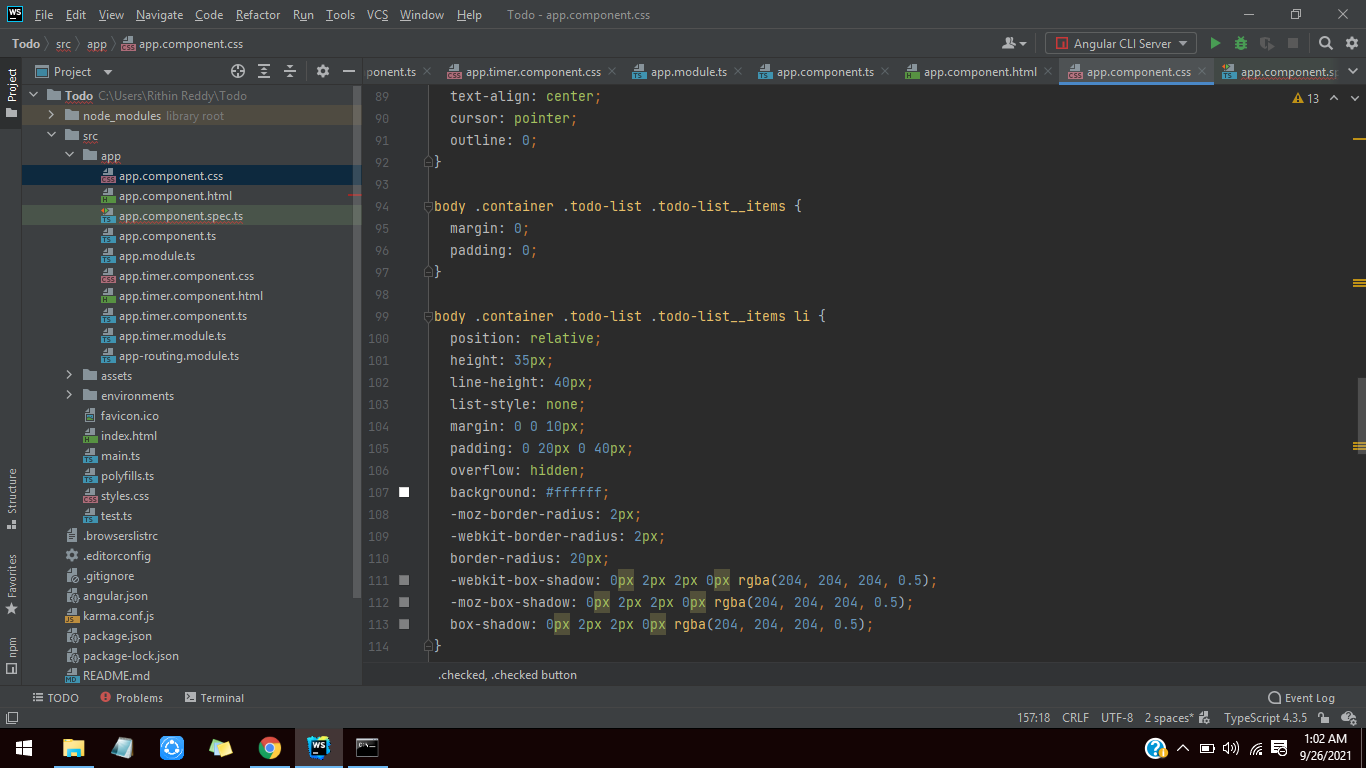 WS File Edit View Navigate Code Refactor Run Tools VCS Window Help Todo - app.component.css
Todo src app app.component.css Angular CLI Server
Project
ponent.ts app.timer.component.css app.module.ts app.component.ts app.component.html app.component.css app.component.s
Todo C:\Users\Rithin Reddy\Todo
node_modules library root
src
app
app.component.css
app.component.html
app.component.spec.ts
app.component.ts
app.module.ts
app.timer.component.css
app.timer.component.html
app.timer.component.ts
app.timer.module.ts
app-routing.module.ts
assets
environments
favicon.ico
index.html
main.ts
polyfills.ts
styles.css
test.ts
.browserslistrc
.editorconfig
.gitignore
angular.json
karma.conf.js
package.json
package-lock.json
README.md
Project
Structure
Favorites
npm
13
89 text-align: center;
90 cursor: pointer;
91 outline: 0;
92 }
93
94 body .container .todo-list .todo-list__items {
95 margin: 0;
96 padding: 0;
97 }
98
99 body .container .todo-list .todo-list__items li {
100 position: relative;
101 height: 35px;
102 line-height: 40px;
103 list-style: none;
104 margin: 0 0 10px;
105 padding: 0 20px 0 40px;
106 overflow: hidden;
107 background: #ffffff;
108 -moz-border-radius: 2px;
109 -webkit-border-radius: 2px;
110 border-radius: 20px;
111 -webkit-box-shadow: 0px 2px 2px 0px rgba(204, 204, 204, 0.5);
112 -moz-box-shadow: 0px 2px 2px 0px rgba(204, 204, 204, 0.5);
113 box-shadow: 0px 2px 2px 0px rgba(204, 204, 204, 0.5);
114 }
.checked, .checked button
TODO Problems Terminal Event Log
157:18 CRLF UTF-8 2 spaces* TypeScript 4.3.5
WS
1:02 AM
9/26/2021